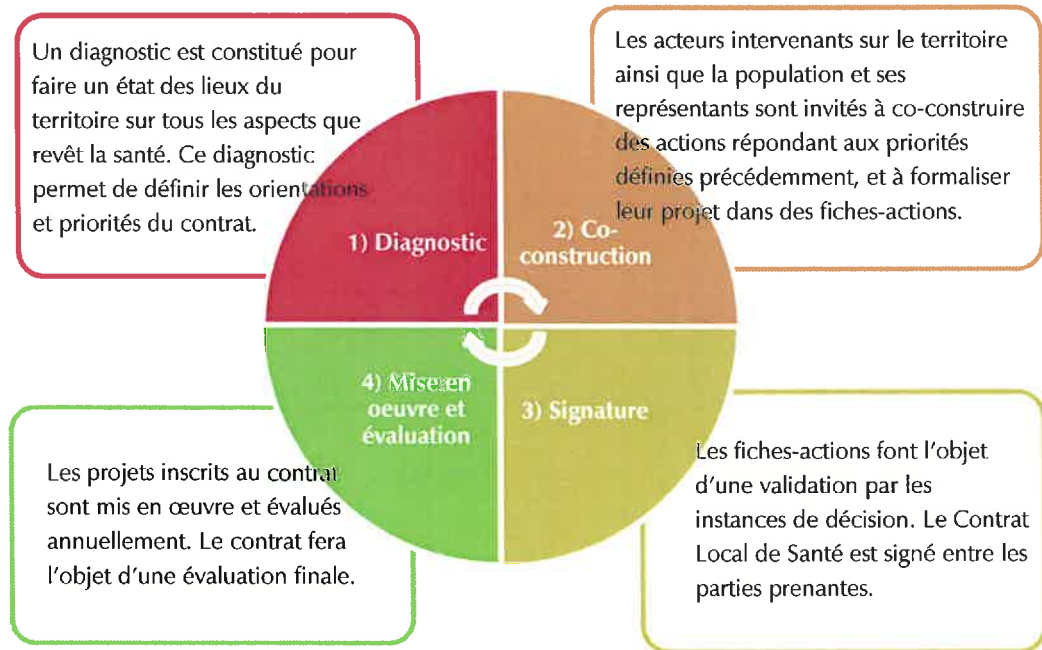 Un diagnostic est constitué pour
faire un état des lieux du
territoire sur tous les aspects que
revêt la santé. Ce diagnostic
permet de définir les orientations
et priorités du contrat.
1) Diagnostic
Les acteurs intervenants sur le territoire
ainsi que la population et ses
représentants sont invités à co-construire
des actions répondant aux priorités
définies précédemment, et à formaliser
leur projet dans des fiches-actions.
2) Co-
construction
3) Signature
Les fiches-actions font l'objet
d'une validation par les
instances de décision. Le Contrat
Local de Santé est signé entre les
parties prenantes.
4) Mise en
oeuvre et
évaluation
Les projets inscrits au contrat
sont mis en œuvre et évalués
annuellement. Le contrat fera
l'objet d'une évaluation finale.